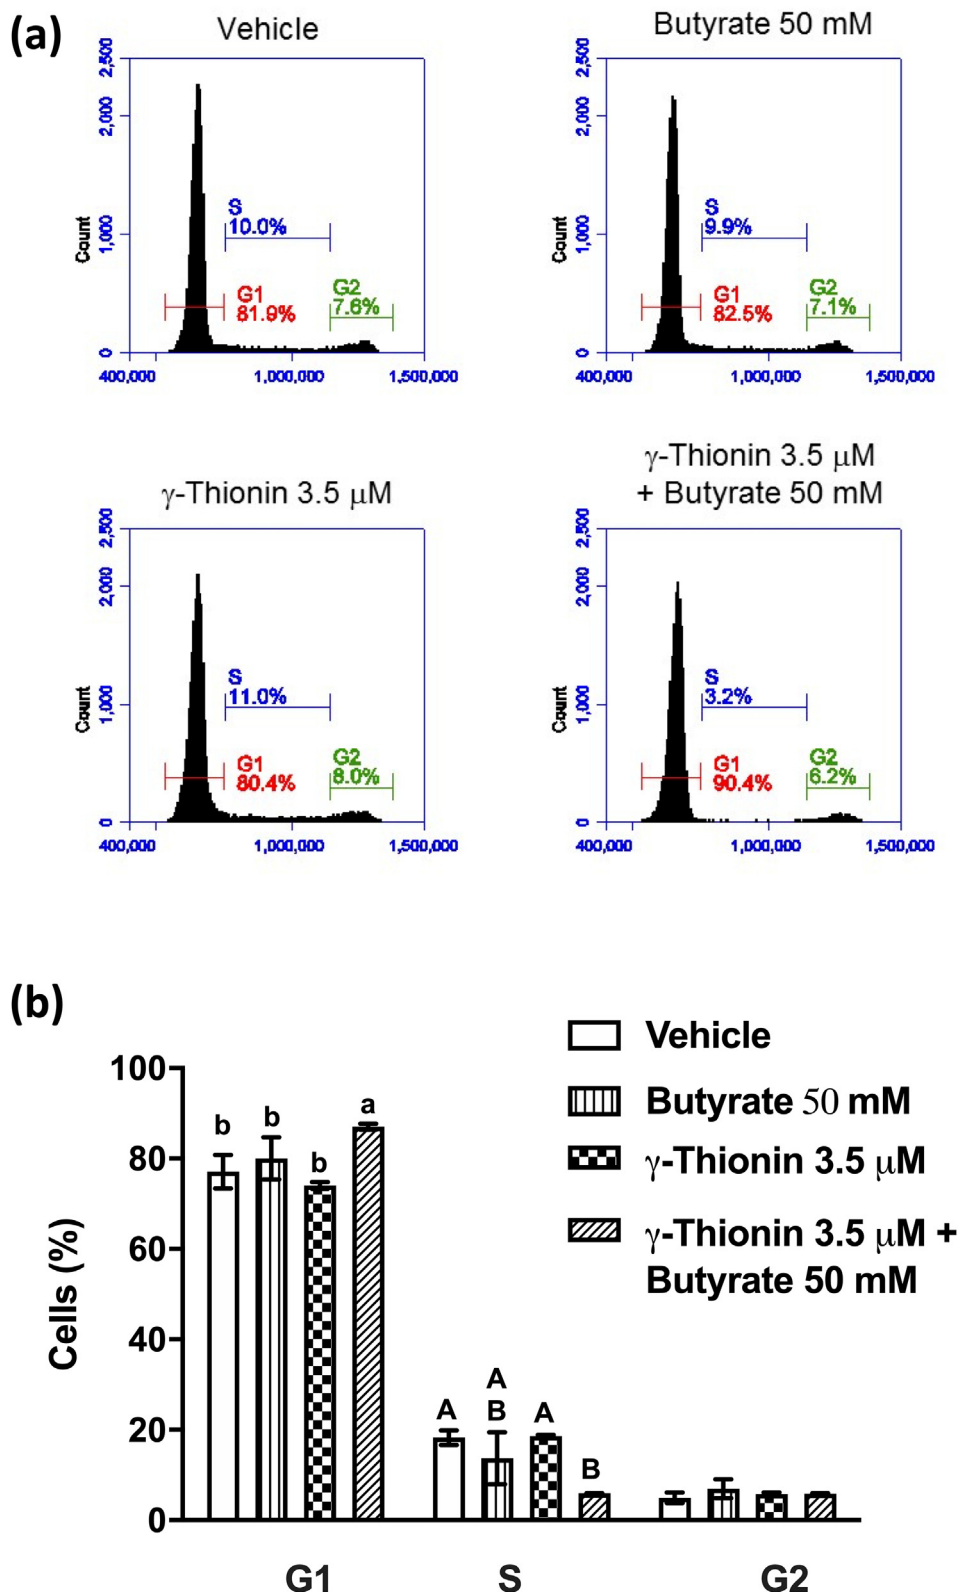 (a)
Vehicle
2,500
2,000
1,000
0
Count
S
10.0%
G1
81.9%
G2
7.6%
400,000
1,000,000
1,500,000
Butyrate 50 mM
2,500
2,000
1,000
0
Count
S
9.9%
G1
82.5%
G2
7.1%
400,000
1,000,000
1,500,000
γ-Thionin 3.5 μM
2,500
2,000
1,000
0
Count
S
11.0%
G1
80.4%
G2
8.0%
400,000
1,000,000
1,500,000
γ-Thionin 3.5 μM
+ Butyrate 50 mM
2,500
2,000
1,000
0
Count
S
3.2%
G1
90.4%
G2
6.2%
400,000
1,000,000
1,500,000
(b)
Vehicle
Butyrate 50 mM
γ-Thionin 3.5 μM
γ-Thionin 3.5 μM +
Butyrate 50 mM
Cells (%)
100
80
60
40
20
0
b
b
b
a
A
A
B
A
B
G1
S
G2